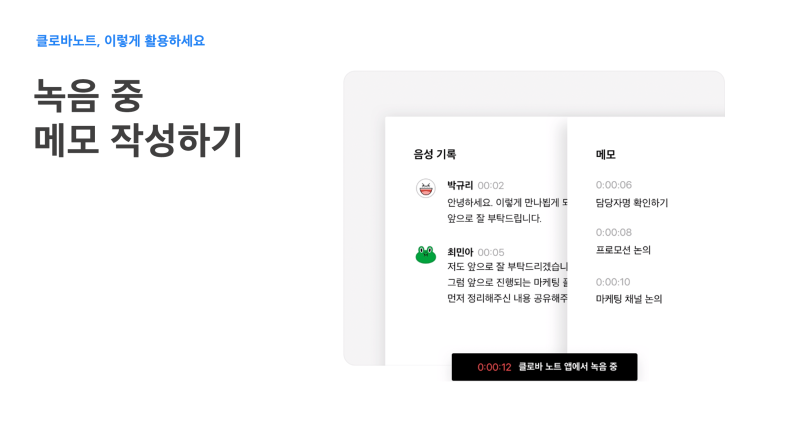 클로바노트, 이렇게 활용하세요
녹음 중
메모 작성하기
음성 기록
박규리 00:02
안녕하세요. 이렇게 만나뵙게
앞으로 잘 부탁드립니다.
최민아 00:05
저도 앞으로 잘 부탁드리겠습니
그럼 앞으로 진행되는 마케팅
먼저 정리해주신 내용 공유해주
메모
0:00:06
담당자명 확인하기
0:00:08
프로모션 논의
0:00:10
마케팅 채널 논의
0:00:12 클로바 노트 앱에서 녹음 중